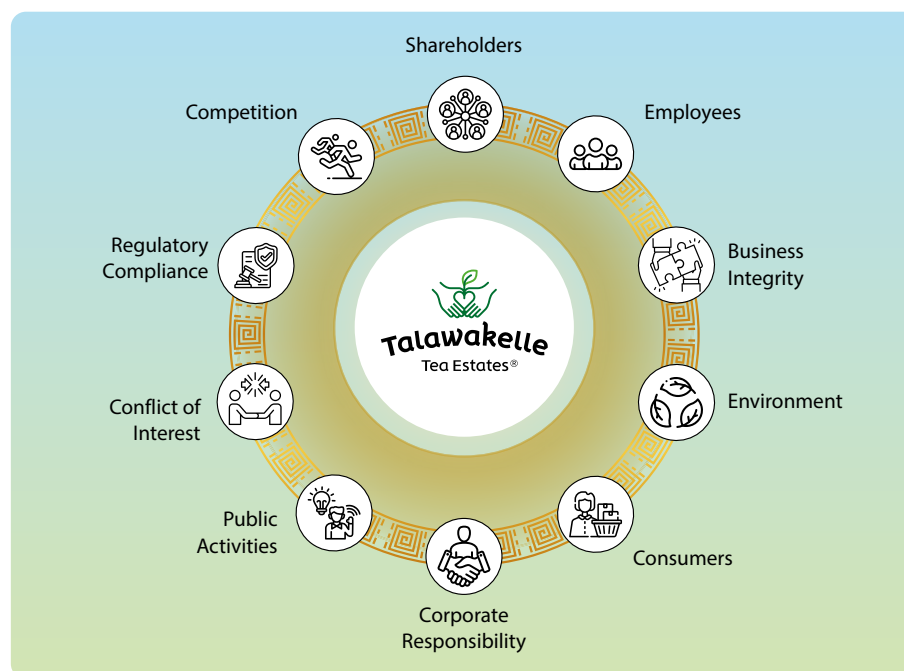 Shareholders
Employees
Business
Integrity
Environment
Consumers
Corporate
Responsibility
Public
Activities
Conflict of
Interest
Regulatory
Compliance
Competition
Talawakelle
Tea Estates®